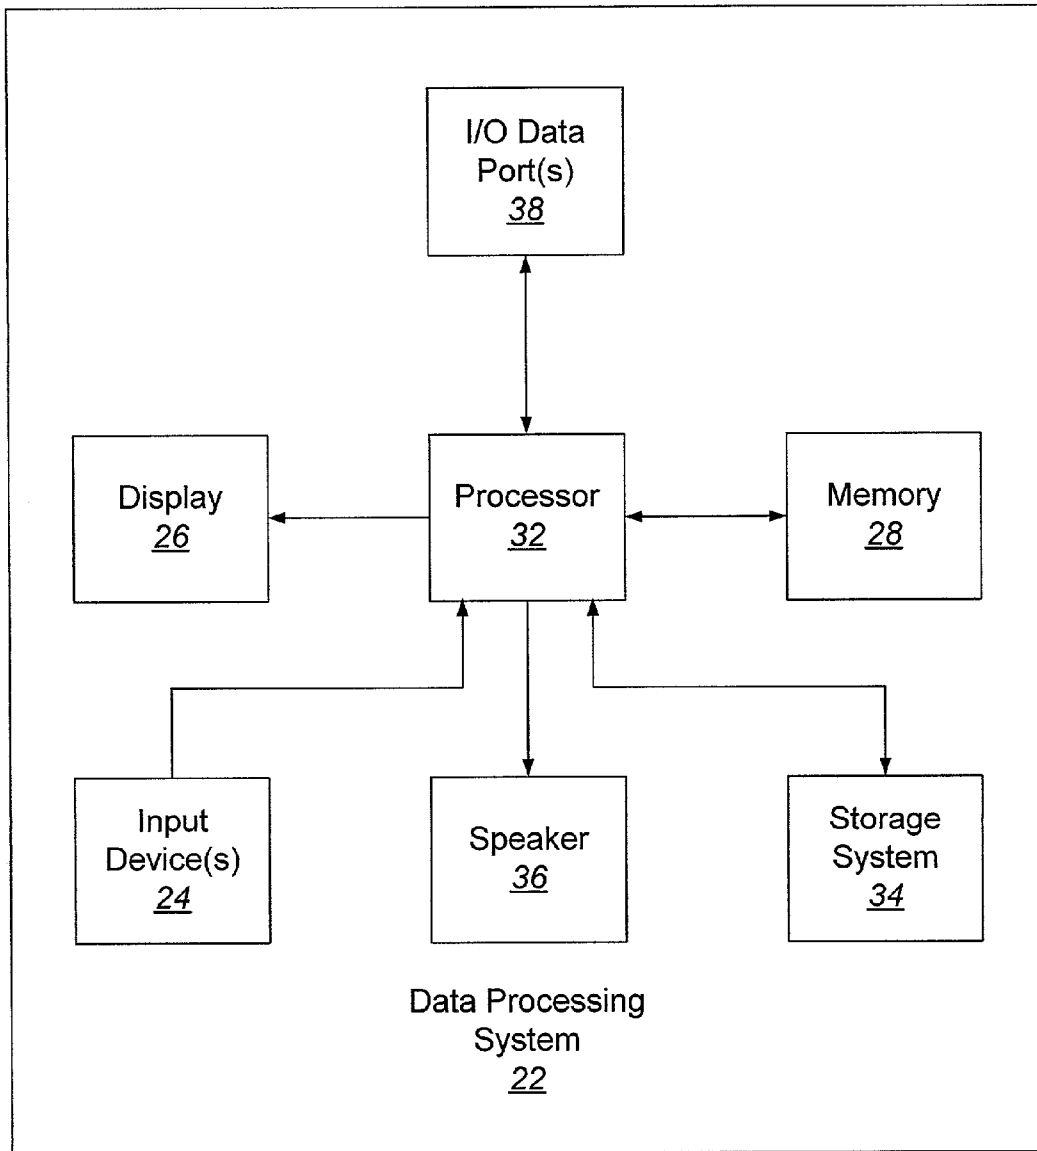 I/O Data
Port(s)
38
Display
26
Processor
32
Memory
28
Input
Device(s)
24
Speaker
36
Storage
System
34
Data Processing
System
22